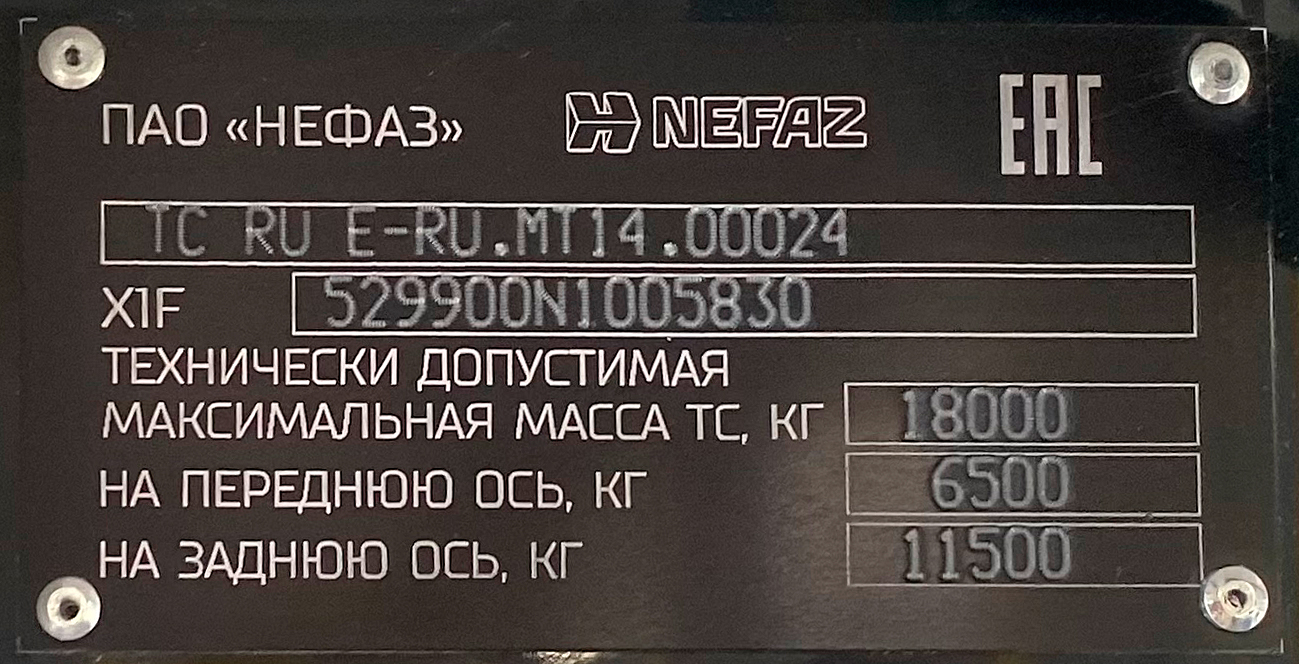 ПАО «НЕФАЗ» NEFAZ EAC
TC RU E-RU.MT14.00024
X1F 529900N1005830
ТЕХНИЧЕСКИ ДОПУСТИМАЯ
МАКСИМАЛЬНАЯ МАССА ТС, КГ 18000
НА ПЕРЕДНЮЮ ОСЬ, КГ 6500
НА ЗАДНЮЮ ОСЬ, КГ 11500